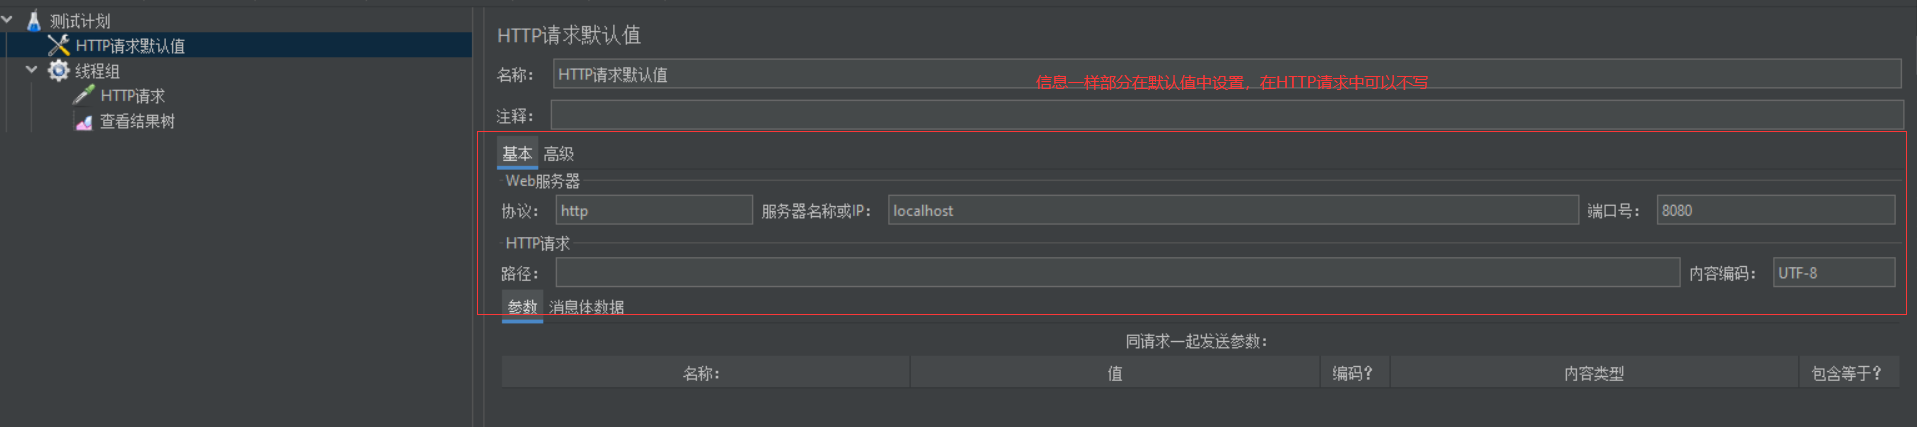 测试计划
HTTP请求默认值
线程组
HTTP请求
查看结果树
HTTP请求默认值
名称： HTTP请求默认值
信息一样部分在默认值中设置，在HTTP请求中可以不写
注释：
基本 高级
Web服务器
协议： http 服务器名称或IP： localhost 端口号： 8080
HTTP请求
路径： 内容编码： UTF-8
参数 消息体数据
同请求一起发送参数：
名称： 值 编码？ 内容类型 包含等于？